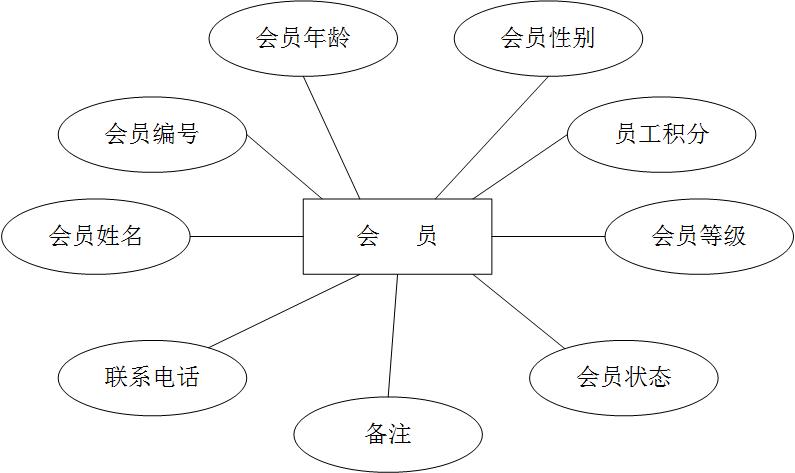 会员年龄
会员性别
会员编号
员工积分
会员姓名
会 员
会员等级
联系电话
会员状态
备注